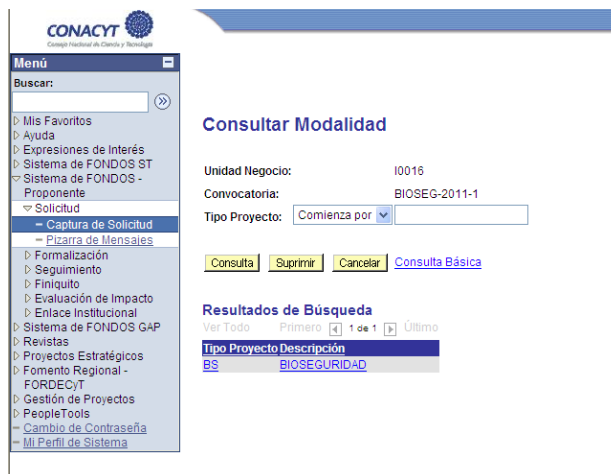 CONACYT
Consejo Nacional de Ciencia y Tecnología
Menú
Buscar:
Mis Favoritos
Ayuda
Expresiones de Interés
Sistema de FONDOS ST
Sistema de FONDOS -
Proponente
Solicitud
Captura de Solicitud
Pizarra de Mensajes
Formalización
Seguimiento
Finiquito
Evaluación de Impacto
Enlace Institucional
Sistema de FONDOS GAP
Revistas
Proyectos Estratégicos
Fomento Regional -
FORDECyT
Gestión de Proyectos
PeopleTools
Cambio de Contraseña
Mi Perfil de Sistema
Consultar Modalidad
Unidad Negocio: I0016
Convocatoria: BIOSEG-2011-1
Tipo Proyecto: Comienza por
Consulta Suprimir Cancelar Consulta Básica
Resultados de Búsqueda
Ver Todo Primero 1 de 1 Último
Tipo Proyecto Descripción
BS BIOSEGURIDAD